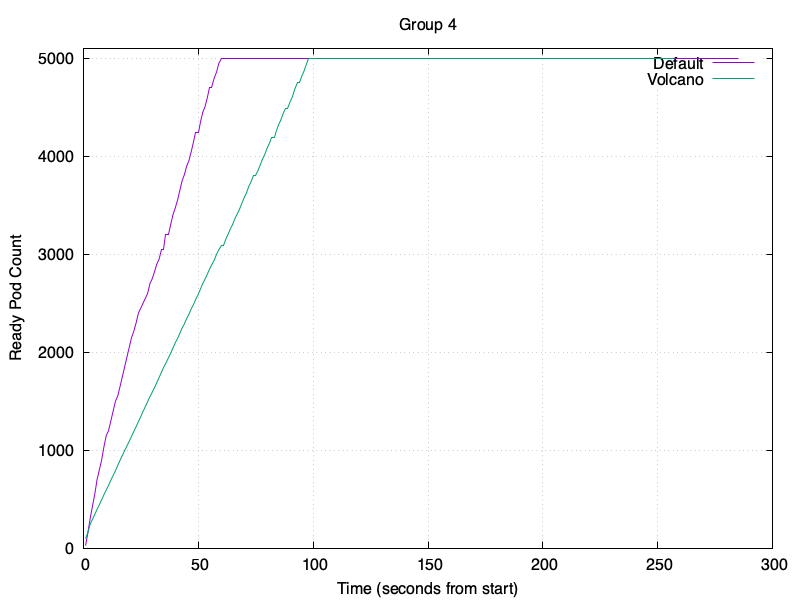 Group 4
5000
4000
3000
2000
1000
0
Ready Pod Count
Default
Volcano
0 50 100 150 200 250 300
Time (seconds from start)